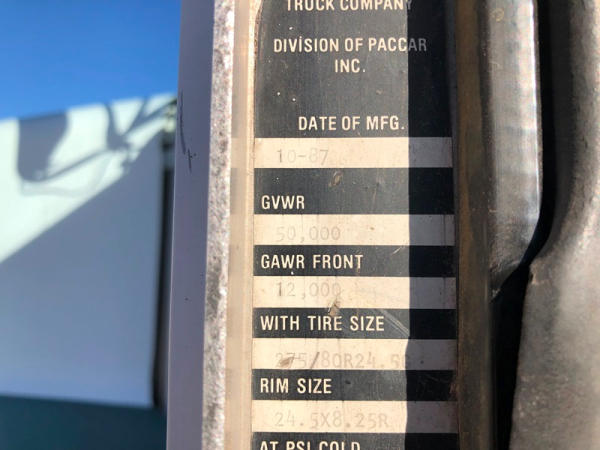 TRUCK COMPANY
DIVISION OF PACCAR
INC.
DATE OF MFG.
10-87
GVWR
50,000
GAWR FRONT
12,000
WITH TIRE SIZE
275/80R24.5G
RIM SIZE
24.5X8.25R
AT PSI COLD